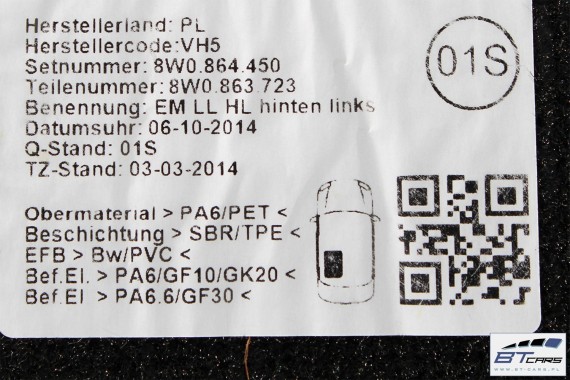 Herstellerland: PL
Herstellercode:VH5
Setnummer: 8W0.864.450
Teilenummer: 8W0.863.723
Benennung: EM LL HL hinten links
Datumsuhr: 06-10-2014
Q-Stand: 01S
TZ-Stand: 03-03-2014
01S
Obermaterial > PA6/PET <
Beschichtung > SBR/TPE <
EFB > Bw/PVC <
Bef.El. > PA6/GF10/GK20 <
Bef.El > PA6.6/GF30 <
BT CARS
WWW.BT-CARS.PL